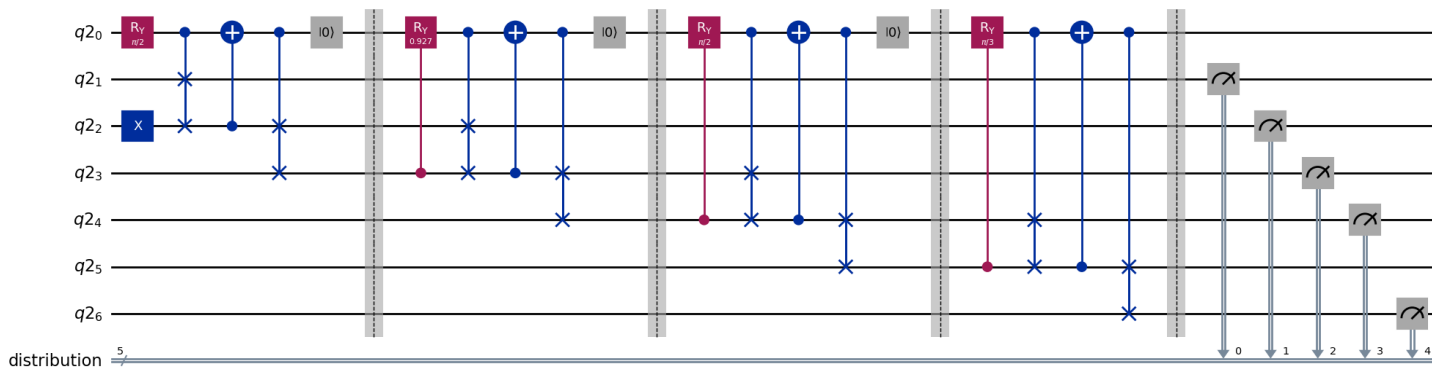 q2₀ R_Y π/2 |0⟩ R_Y 0.927 |0⟩ R_Y π/2 |0⟩ R_Y π/3
q2₁
q2₂ X
q2₃
q2₄
q2₅
q2₆
distribution 5 0 1 2 3 4